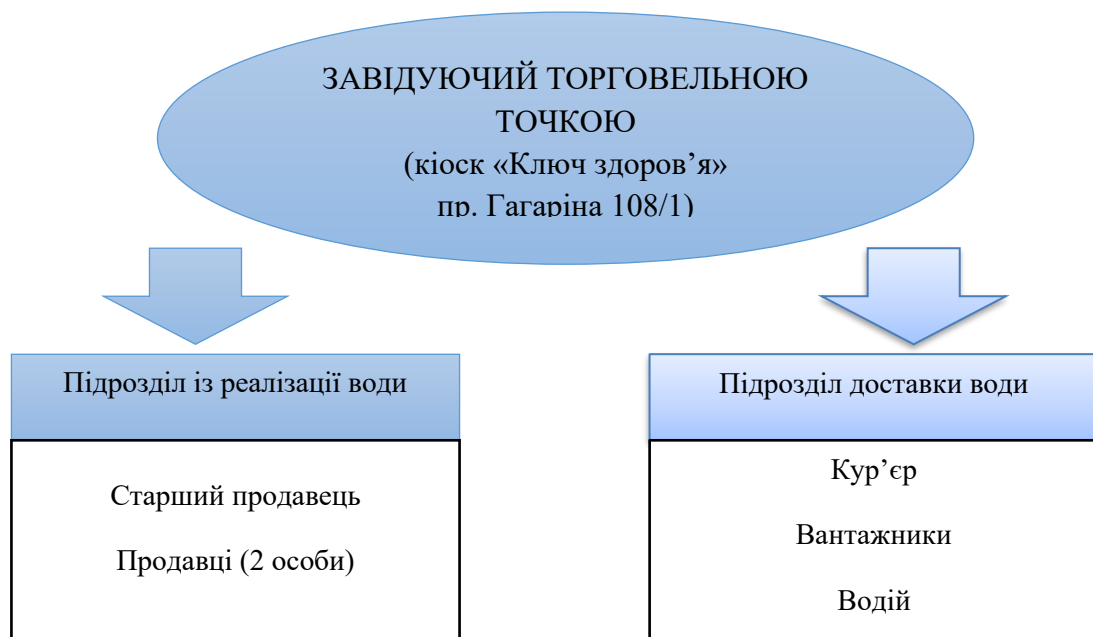 ЗАВІДУЮЧИЙ ТОРГОВЕЛЬНОЮ
ТОЧКОЮ
(кіоск «Ключ здоров’я»
пр. Гагаріна 108/1)
Підрозділ із реалізації води
Старший продавець
Продавці (2 особи)
Підрозділ доставки води
Кур’єр
Вантажники
Водій